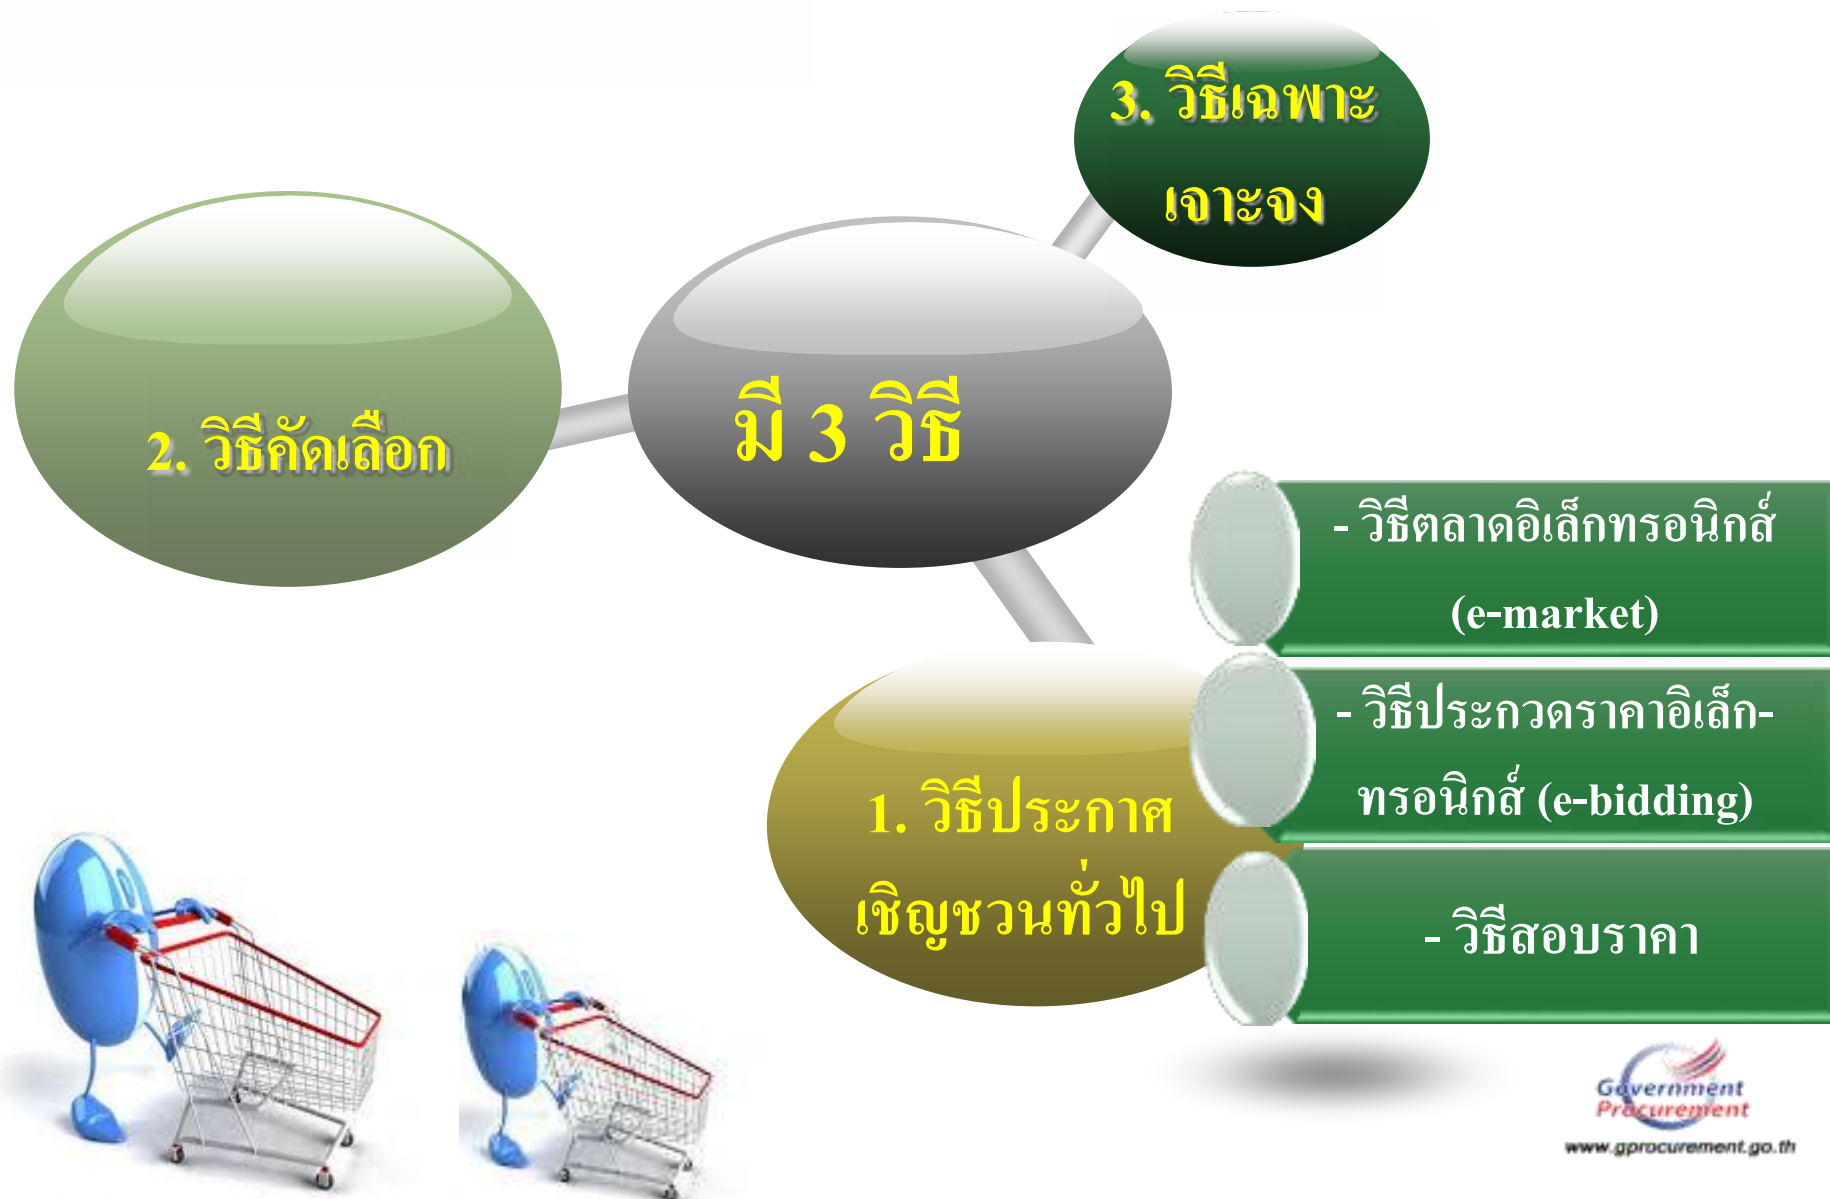 3. วิธีเฉพาะ
เจาะจง
มี 3 วิธี
2. วิธีคัดเลือก
1. วิธีประกาศ
เชิญชวนทั่วไป
- วิธีตลาดอิเล็กทรอนิกส์
(e-market)
- วิธีประกวดราคาอิเล็ก-
ทรอนิกส์ (e-bidding)
- วิธีสอบราคา
Government
Procurement
www.gprocurement.go.th